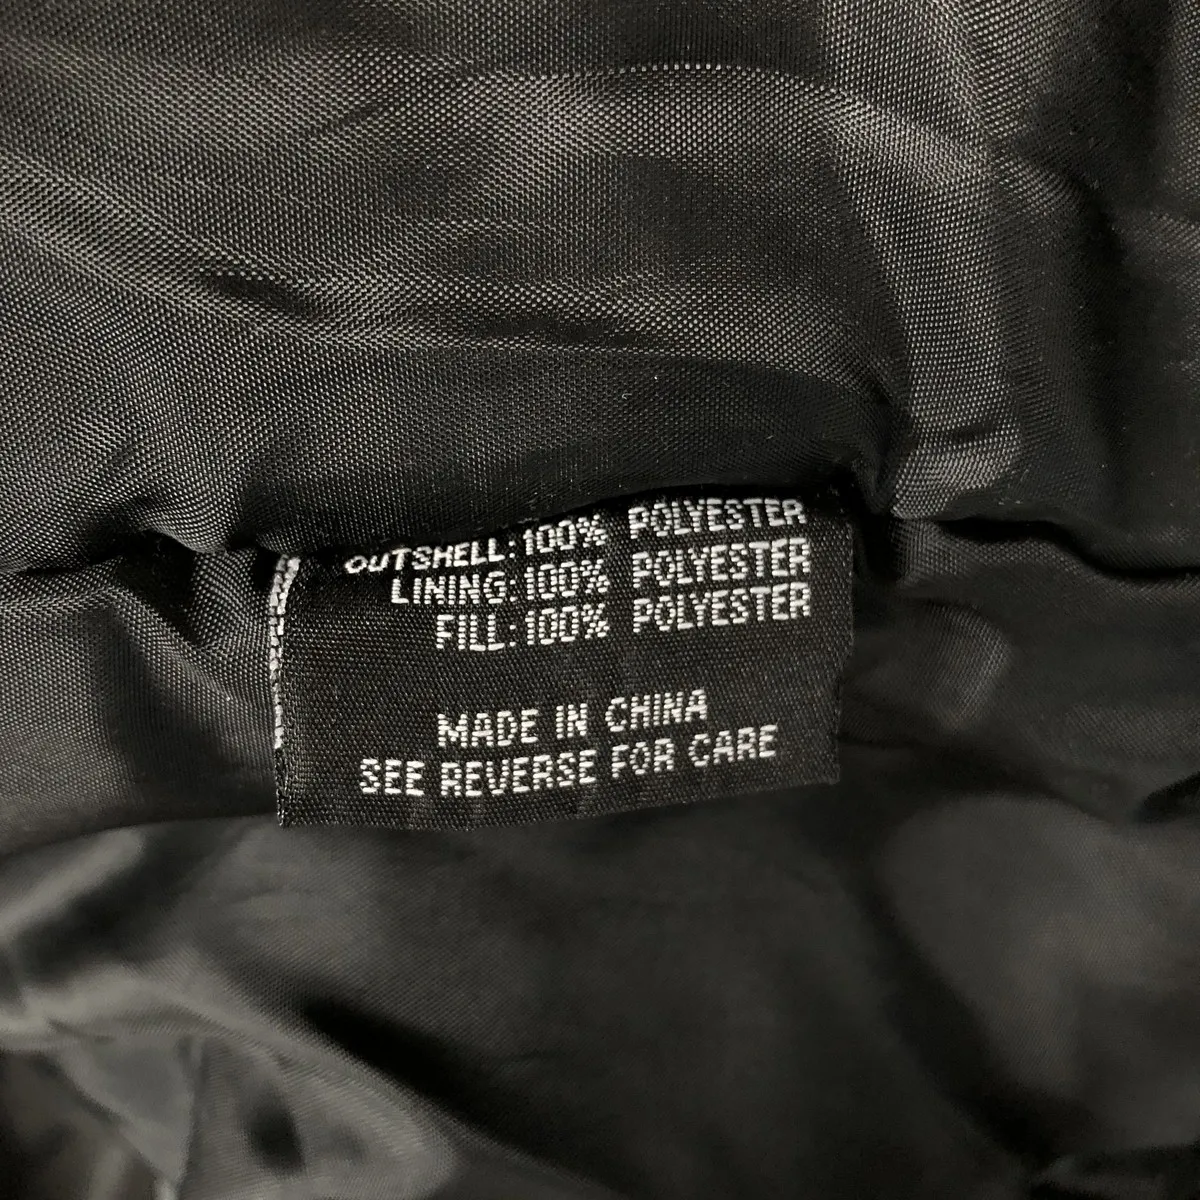 OUTSHELL:100% POLYESTER
LINING:100% POLYESTER
FILL:100% POLYESTER
MADE IN CHINA
SEE REVERSE FOR CARE